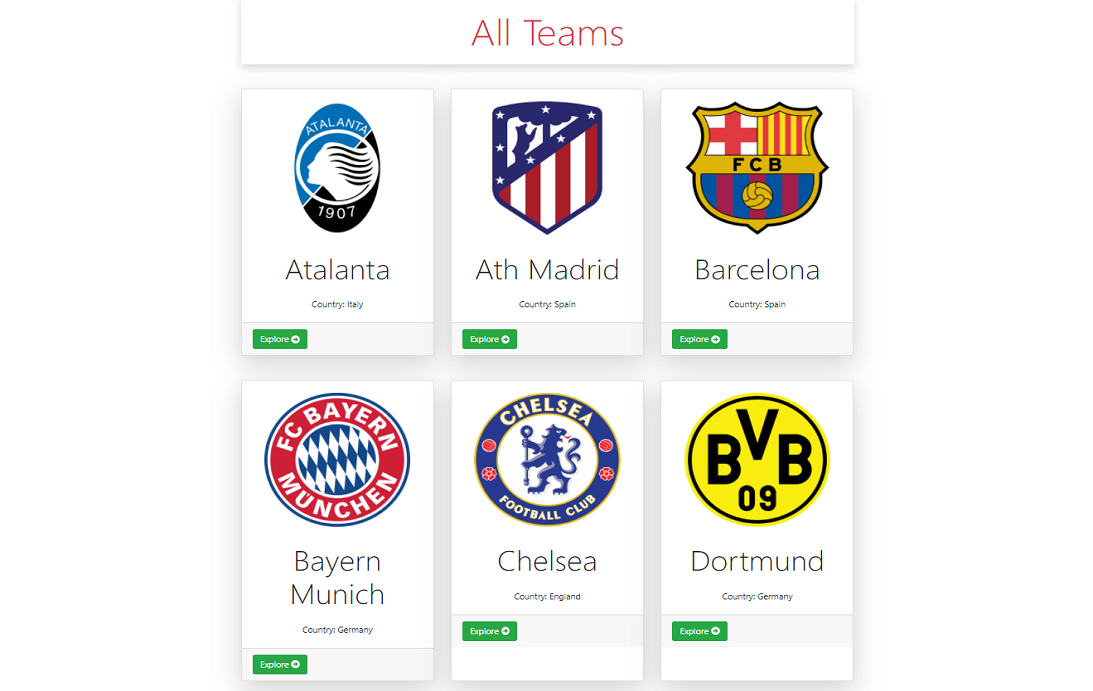 All Teams
ATALANTA
1907
Atalanta
Country: Italy
Explore
Ath Madrid
Country: Spain
Explore
FCB
Barcelona
Country: Spain
Explore
FC BAYERN
MÜNCHEN
Bayern
Munich
Country: Germany
Explore
CHELSEA
FOOTBALL CLUB
Chelsea
Country: England
Explore
BVB
09
Dortmund
Country: Germany
Explore